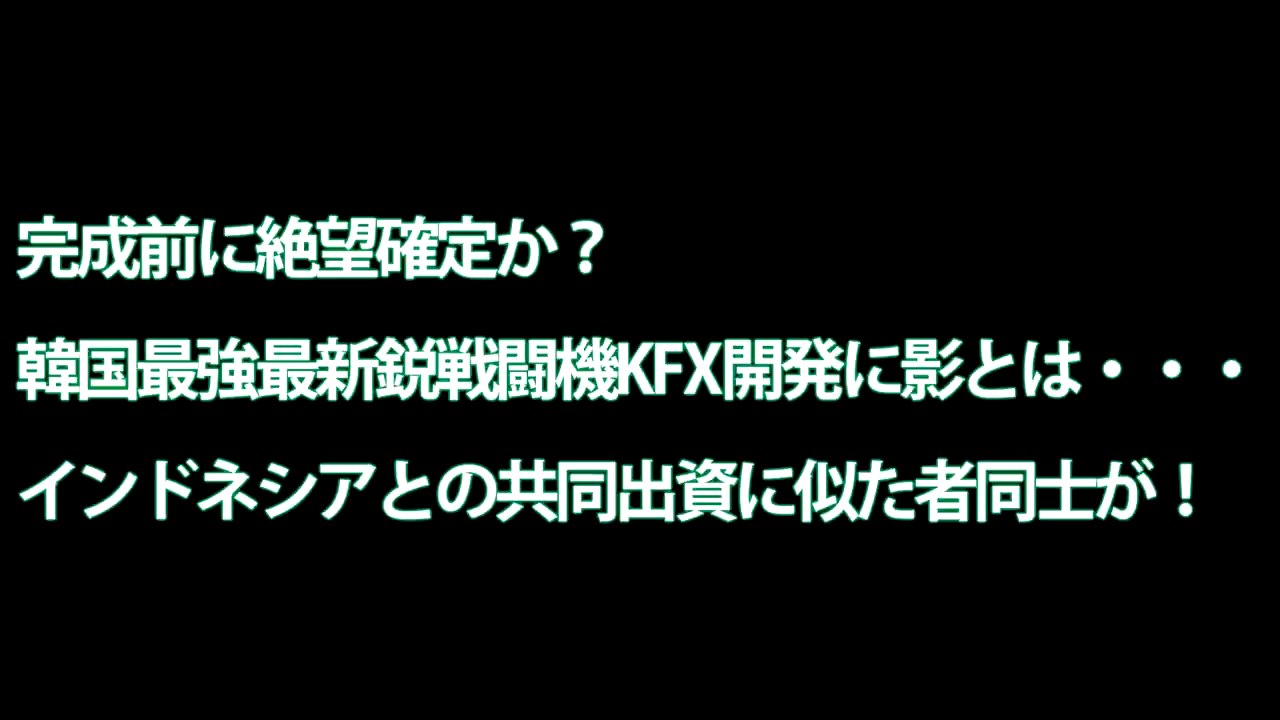 完成前に絶望確定か？
韓国最強最新鋭戦闘機KFX開発に影とは・・・
インドネシアとの共同出資に似た者同士が！